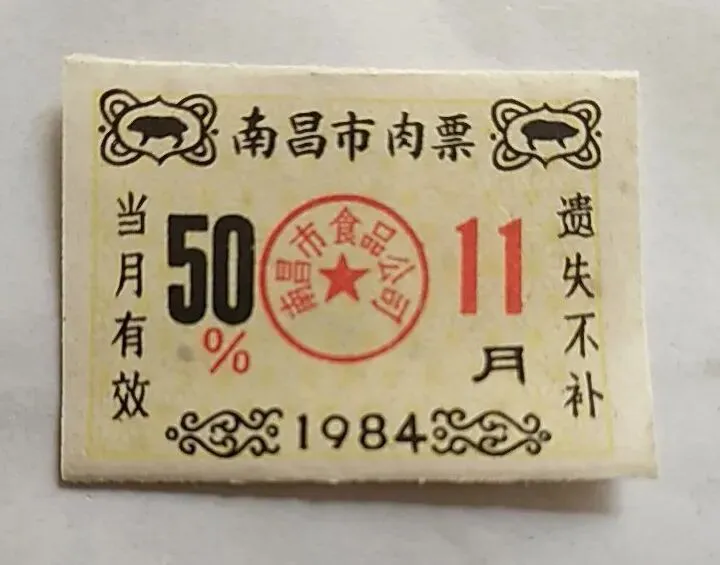 南昌市肉票
当月有效
50
%
南昌市食品公司
11
月
遗失不补
1984